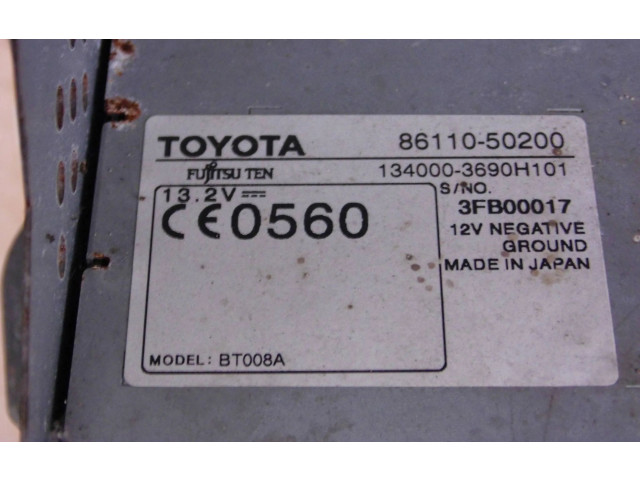 TOYOTA 86110-50200
FUJITSU TEN 134000-3690H101
13.2V⎓ S/NO.
CE0560 3FB00017
12V NEGATIVE
GROUND
MADE IN JAPAN
MODEL: BT008A